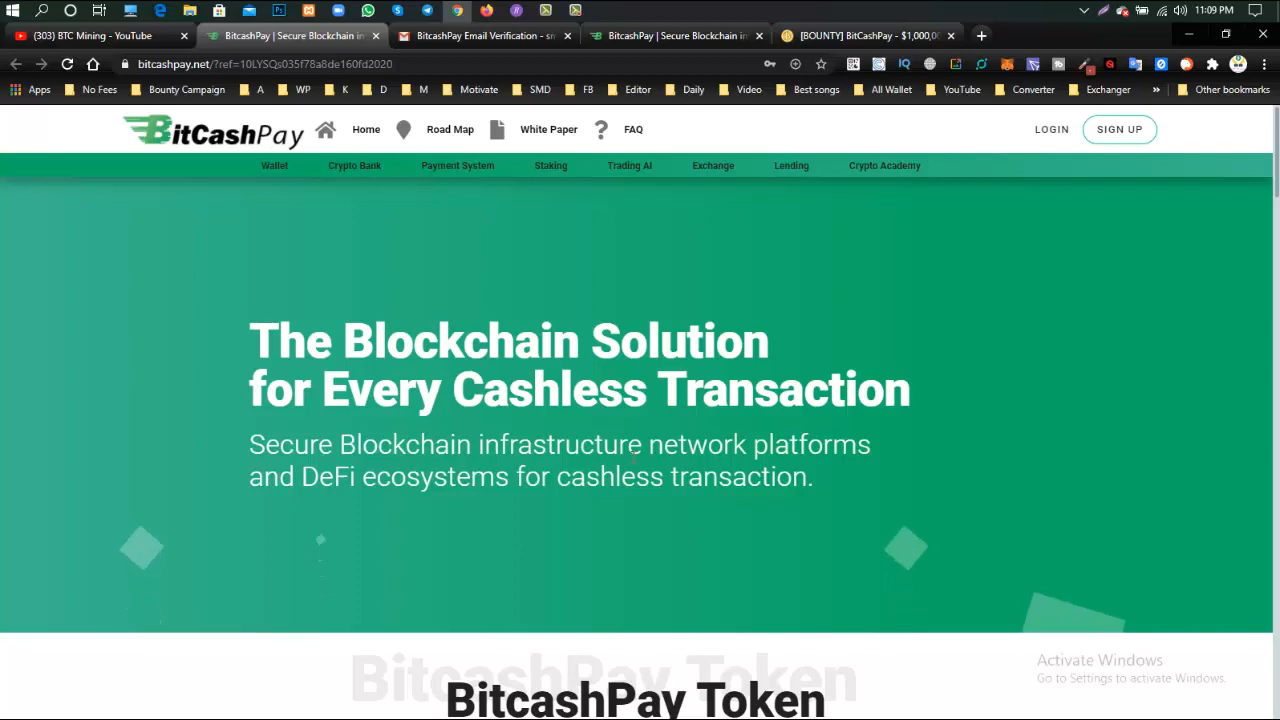 11:09 PM
(303) BTC Mining - YouTube
BitcashPay | Secure Blockchain in
BitcashPay Email Verification - sm
BitcashPay | Secure Blockchain in
[BOUNTY] BitCashPay - $1,000,0
bitcashpay.net/?ref=10LYSQs035f78a8de160fd2020
Apps No Fees Bounty Campaign A WP K D M Motivate SMD FB Editor Daily Video Best songs All Wallet YouTube Converter Exchanger » Other bookmarks
BitCashPay Home Road Map White Paper FAQ LOGIN SIGN UP
Wallet Crypto Bank Payment System Staking Trading AI Exchange Lending Crypto Academy
The Blockchain Solution
for Every Cashless Transaction
Secure Blockchain infrastructure network platforms
and DeFi ecosystems for cashless transaction.
BitcashPay Token
BitcashPay Token
Activate Windows
Go to Settings to activate Windows.